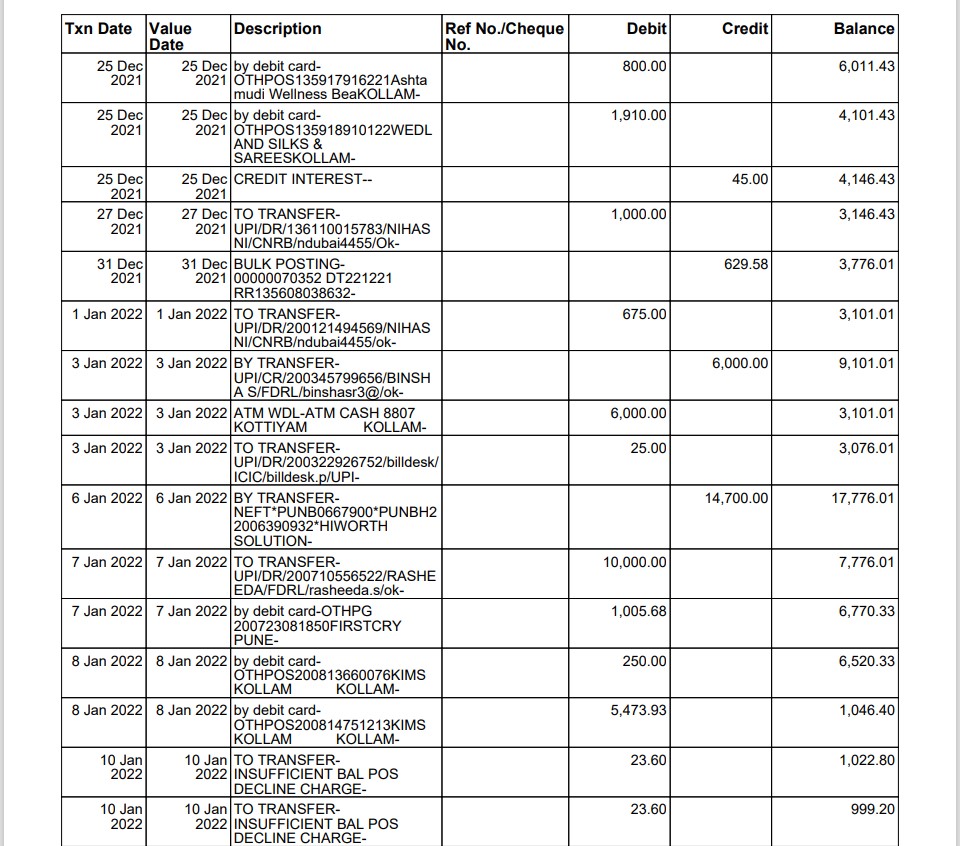 Txn Date Value Description Ref No./Cheque Debit Credit Balance
Date No.
25 Dec 25 Dec by debit card- 800.00 6,011.43
2021 2021 OTHPOS135917916221Ashta
mudi Wellness BeaKOLLAM-
25 Dec 25 Dec by debit card- 1,910.00 4,101.43
2021 2021 OTHPOS135918910122WEDL
AND SILKS &
SAREESKOLLAM-
25 Dec 25 Dec CREDIT INTEREST-- 45.00 4,146.43
2021 2021
27 Dec 27 Dec TO TRANSFER- 1,000.00 3,146.43
2021 2021 UPI/DR/136110015783/NIHAS
NI/CNRB/ndubai4455/Ok-
31 Dec 31 Dec BULK POSTING- 629.58 3,776.01
2021 2021 00000070352 DT221221
RR135608038632-
1 Jan 2022 1 Jan 2022 TO TRANSFER- 675.00 3,101.01
UPI/DR/200121494569/NIHAS
NI/CNRB/ndubai4455/ok-
3 Jan 2022 3 Jan 2022 BY TRANSFER- 6,000.00 9,101.01
UPI/CR/200345799656/BINSH
A S/FDRL/binshasr3@/ok-
3 Jan 2022 3 Jan 2022 ATM WDL-ATM CASH 8807 6,000.00 3,101.01
KOTTIYAM KOLLAM-
3 Jan 2022 3 Jan 2022 TO TRANSFER- 25.00 3,076.01
UPI/DR/200322926752/billdesk/
ICIC/billdesk.p/UPI-
6 Jan 2022 6 Jan 2022 BY TRANSFER- 14,700.00 17,776.01
NEFT*PUNB0667900*PUNBH2
2006390932*HIWORTH
SOLUTION-
7 Jan 2022 7 Jan 2022 TO TRANSFER- 10,000.00 7,776.01
UPI/DR/200710556522/RASHE
EDA/FDRL/rasheeda.s/ok-
7 Jan 2022 7 Jan 2022 by debit card-OTHPG 1,005.68 6,770.33
200723081850FIRSTCRY
PUNE-
8 Jan 2022 8 Jan 2022 by debit card- 250.00 6,520.33
OTHPOS200813660076KIMS
KOLLAM KOLLAM-
8 Jan 2022 8 Jan 2022 by debit card- 5,473.93 1,046.40
OTHPOS200814751213KIMS
KOLLAM KOLLAM-
10 Jan 10 Jan TO TRANSFER- 23.60 1,022.80
2022 2022 INSUFFICIENT BAL POS
DECLINE CHARGE-
10 Jan 10 Jan TO TRANSFER- 23.60 999.20
2022 2022 INSUFFICIENT BAL POS
DECLINE CHARGE-